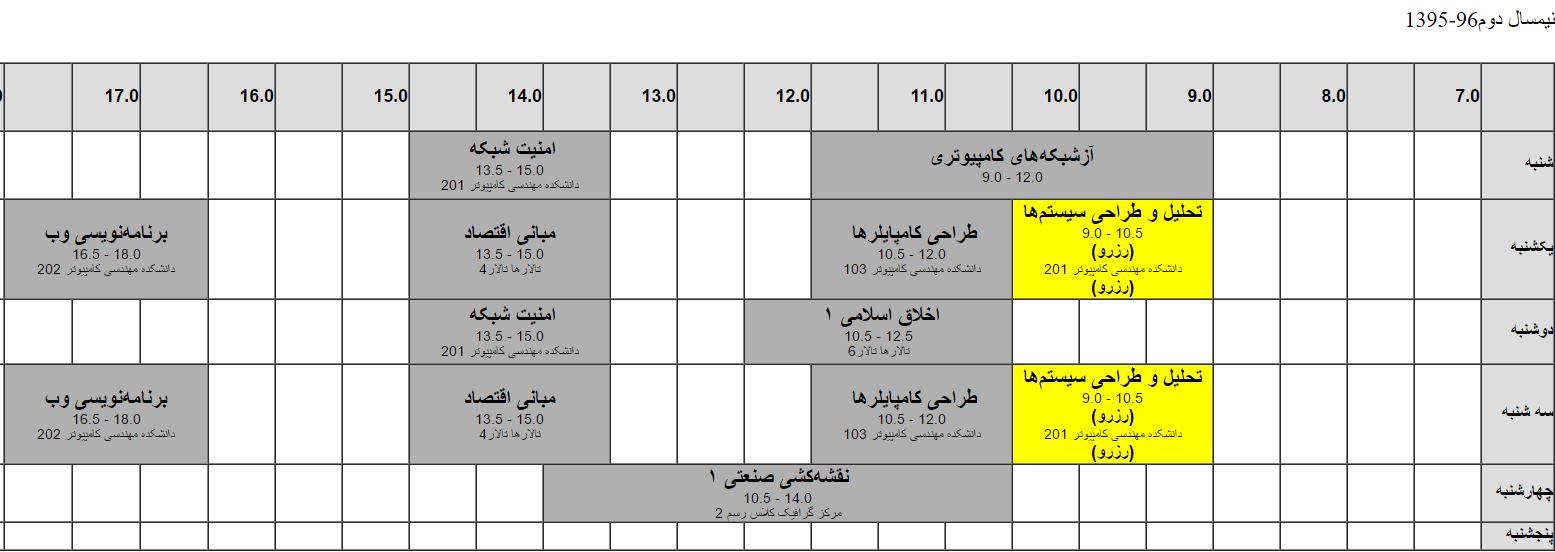 نیمسال دوم96-1395
7.0
8.0
9.0
10.0
11.0
12.0
13.0
14.0
15.0
16.0
17.0
شنبه
آزشبکه‌های کامپیوتری
9.0 - 12.0
امنیت شبکه
13.5 - 15.0
دانشکده مهندسی کامپیوتر 201
یکشنبه
تحلیل و طراحی سیستم‌ها
9.0 - 10.5
(رزرو)
دانشکده مهندسی کامپیوتر 201
(رزرو)
طراحی کامپایلرها
10.5 - 12.0
دانشکده مهندسی کامپیوتر 103
مبانی اقتصاد
13.5 - 15.0
تالارها تالار4
برنامه‌نویسی وب
16.5 - 18.0
دانشکده مهندسی کامپیوتر 202
دوشنبه
اخلاق اسلامی ۱
10.5 - 12.5
تالارها تالار6
امنیت شبکه
13.5 - 15.0
دانشکده مهندسی کامپیوتر 201
سه شنبه
تحلیل و طراحی سیستم‌ها
9.0 - 10.5
(رزرو)
دانشکده مهندسی کامپیوتر 201
(رزرو)
طراحی کامپایلرها
10.5 - 12.0
دانشکده مهندسی کامپیوتر 103
مبانی اقتصاد
13.5 - 15.0
تالارها تالار4
برنامه‌نویسی وب
16.5 - 18.0
دانشکده مهندسی کامپیوتر 202
چهارشنبه
نقشه‌کشی صنعتی ۱
10.5 - 14.0
مرکز گرافیک کلاس رسم 2
پنجشنبه